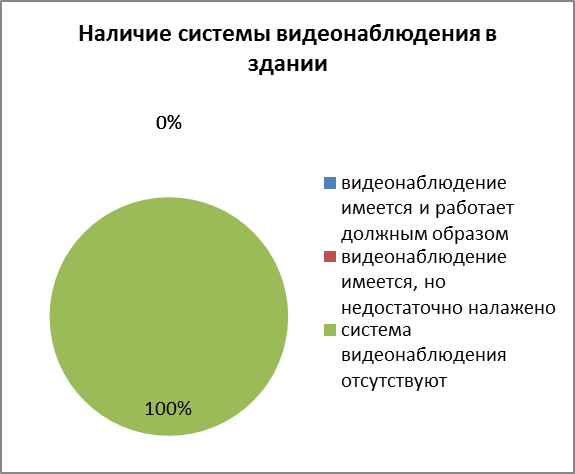 Наличие системы видеонаблюдения в
здании
0%
видеонаблюдение
имеется и работает
должным образом
видеонаблюдение
имеется, но
недостаточно налажено
система
видеонаблюдения
отсутствуют
100%